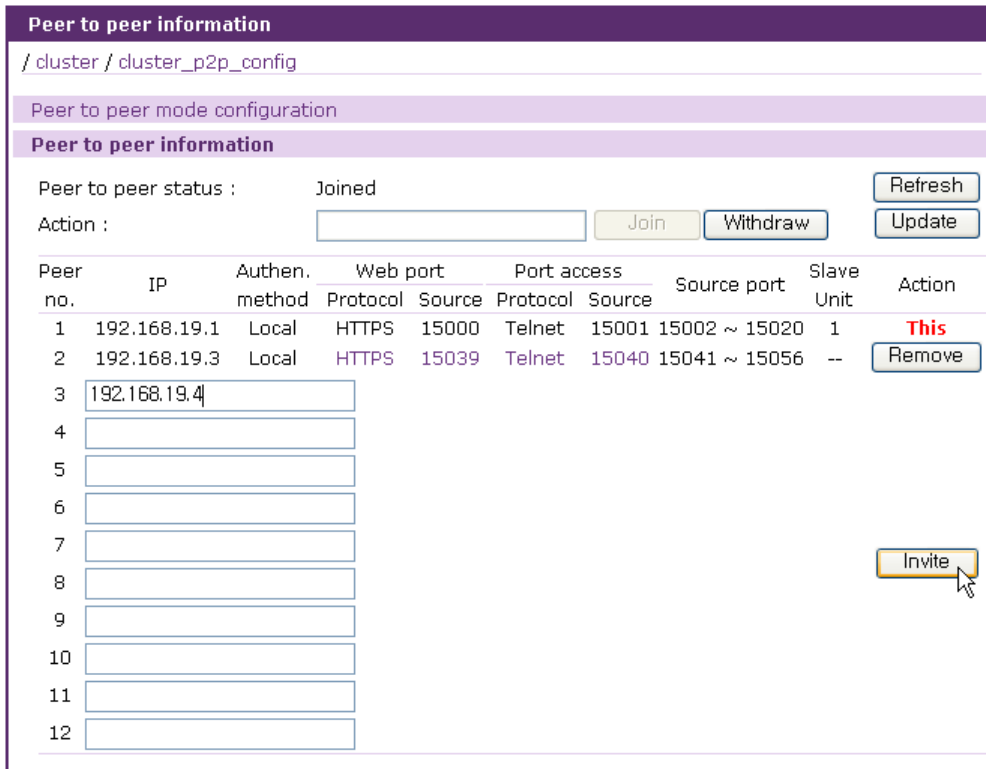 Peer to peer information
/ cluster / cluster_p2p_config
Peer to peer mode configuration
Peer to peer information
Peer to peer status : Joined Refresh
Action : Join Withdraw Update
Peer no. IP Authen. method Web port Protocol Source Port access Protocol Source Source port Slave Unit Action
1 192.168.19.1 Local HTTPS 15000 Telnet 15001 15002 ~ 15020 1 This
2 192.168.19.3 Local HTTPS 15039 Telnet 15040 15041 ~ 15056 -- Remove
3 192.168.19.4
4
5
6
7
Invite
8
9
10
11
12